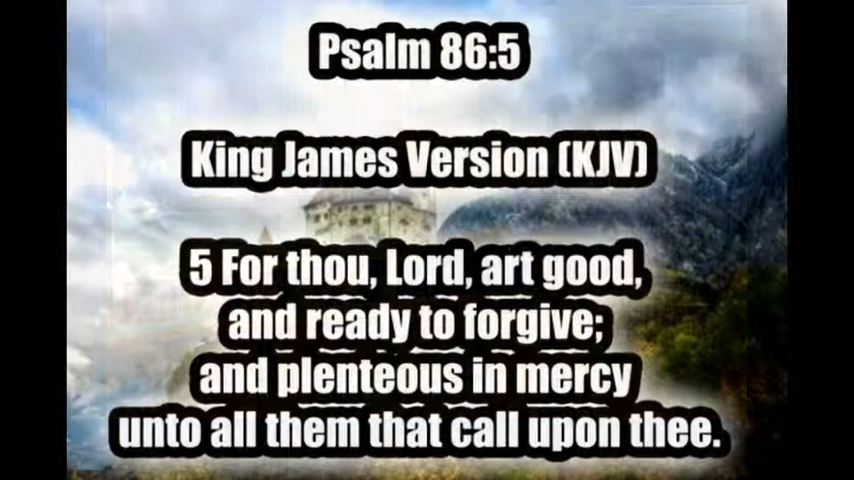 Psalm 86:5
King James Version (KJV)
5 For thou, Lord, art good,
and ready to forgive;
and plenteous in mercy
unto all them that call upon thee.